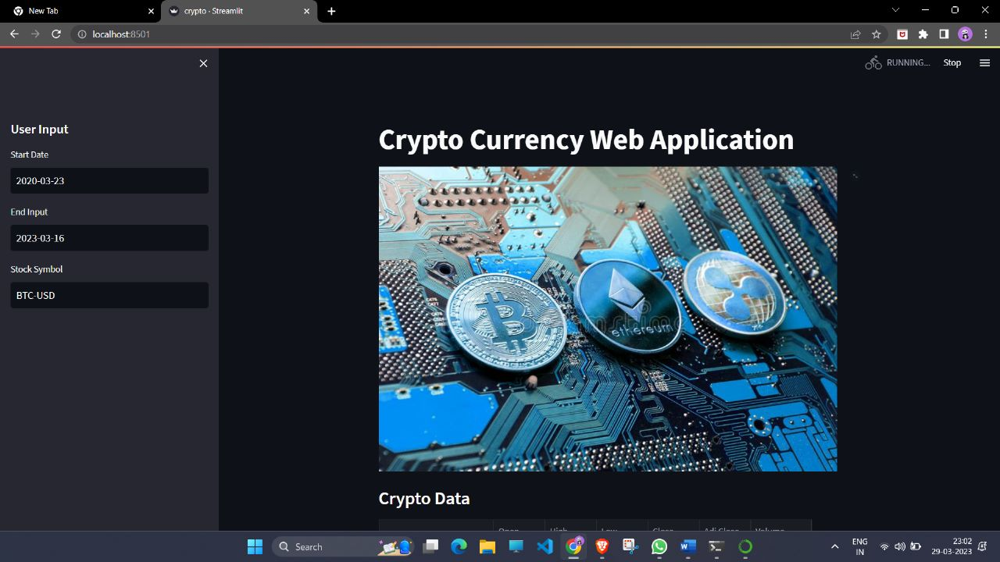 New Tab
crypto · Streamlit
localhost:8501
RUNNING...
Stop
User Input
Start Date
2020-03-23
End Input
2023-03-16
Stock Symbol
BTC-USD
Crypto Currency Web Application
ethereum
Crypto Data
Open High Low Close Adj Close Volume
Search
ENG
IN
23:02
29-03-2023